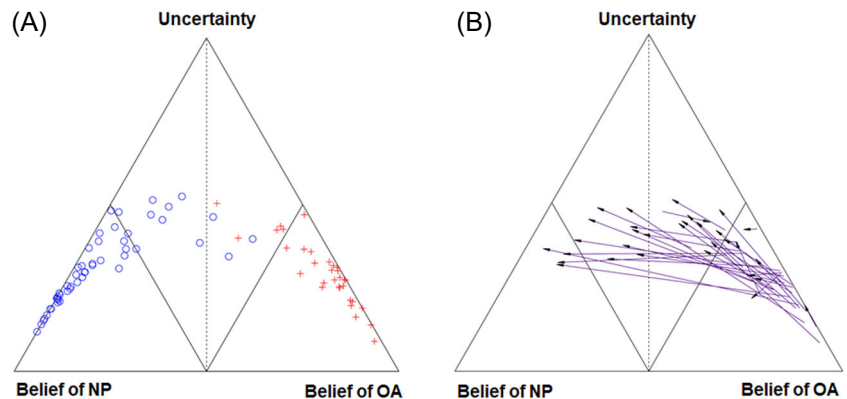 (A)
Uncertainty
Belief of NP
Belief of OA
(B)
Uncertainty
Belief of NP
Belief of OA